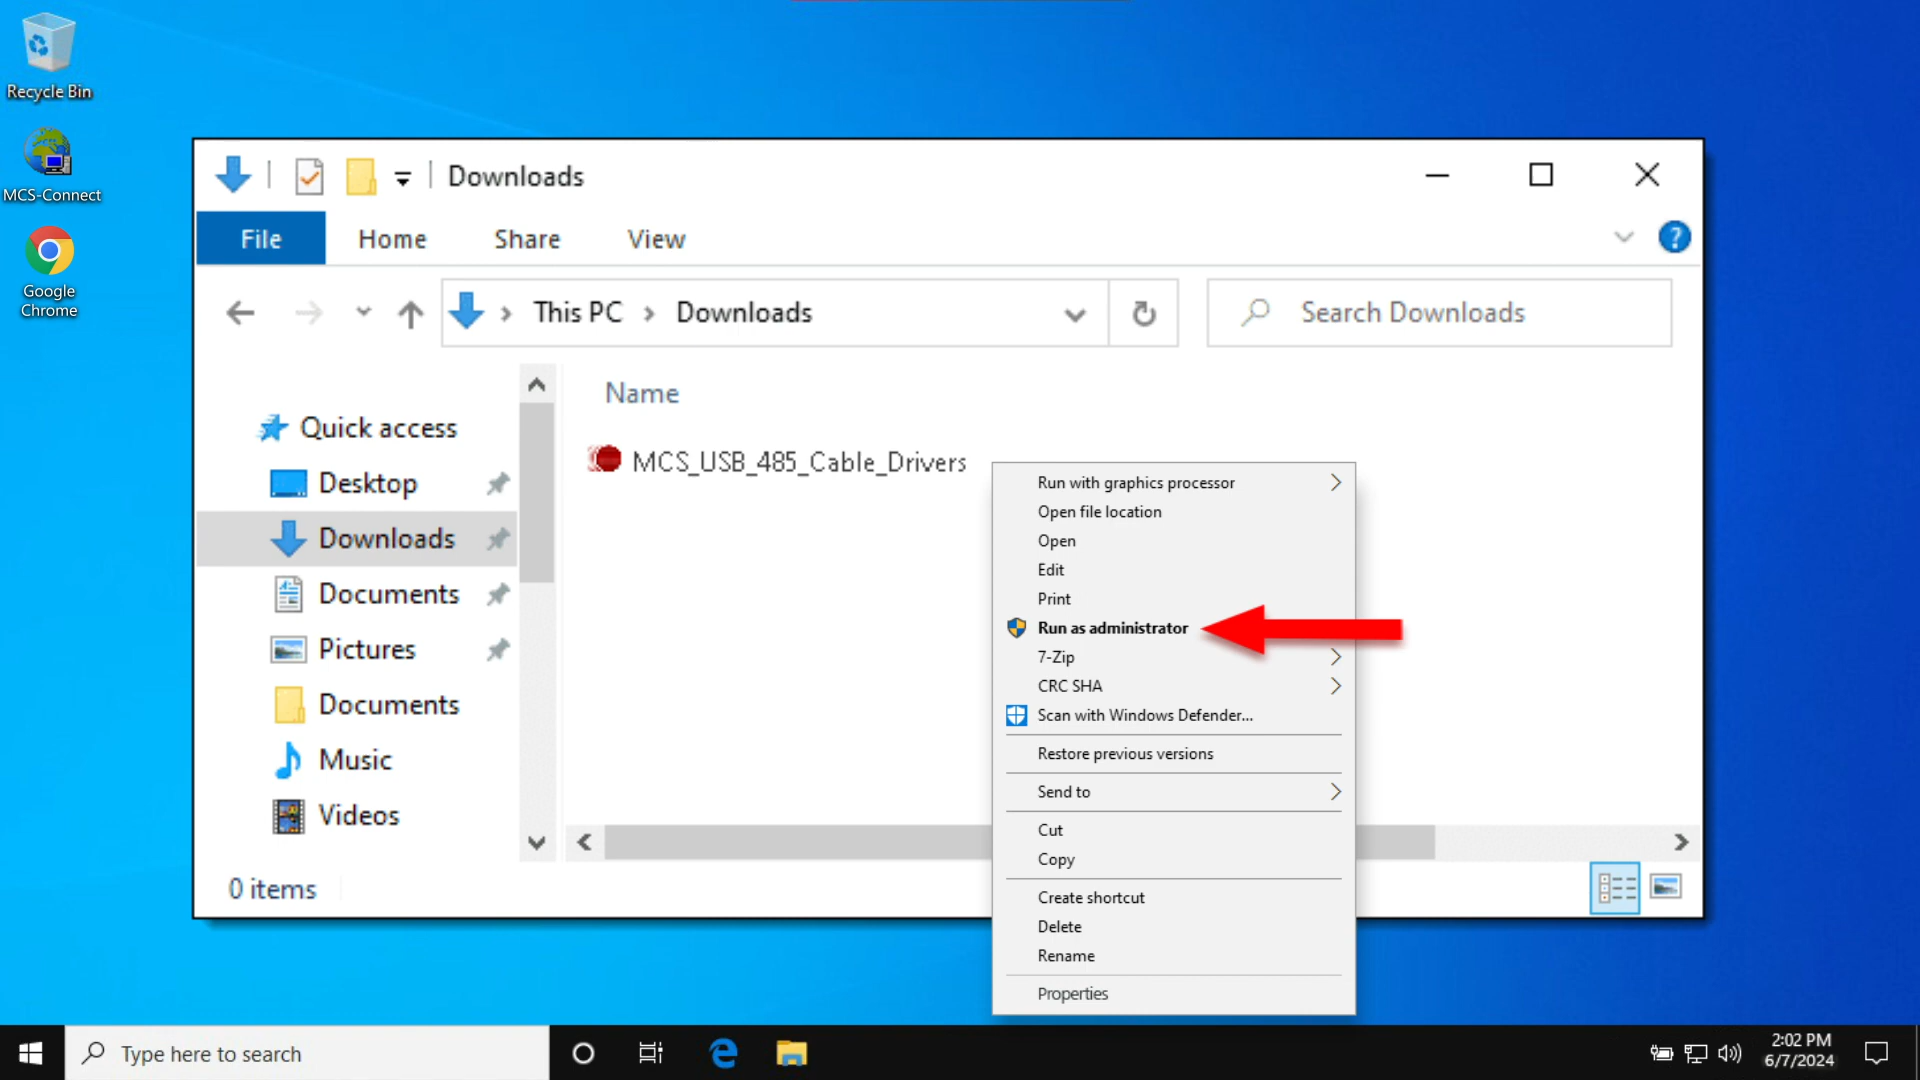 Recycle Bin
MCS-Connect
Google
Chrome
Downloads
File Home Share View
?
This PC Downloads
Search Downloads
Name
Quick access
Desktop
Downloads
Documents
Pictures
Documents
Music
Videos
MCS_USB_485_Cable_Drivers
Run with graphics processor
Open file location
Open
Edit
Print
Run as administrator
7-Zip
CRC SHA
Scan with Windows Defender...
Restore previous versions
Send to
Cut
Copy
Create shortcut
Delete
Rename
Properties
0 items
Type here to search
2:02 PM
6/7/2024